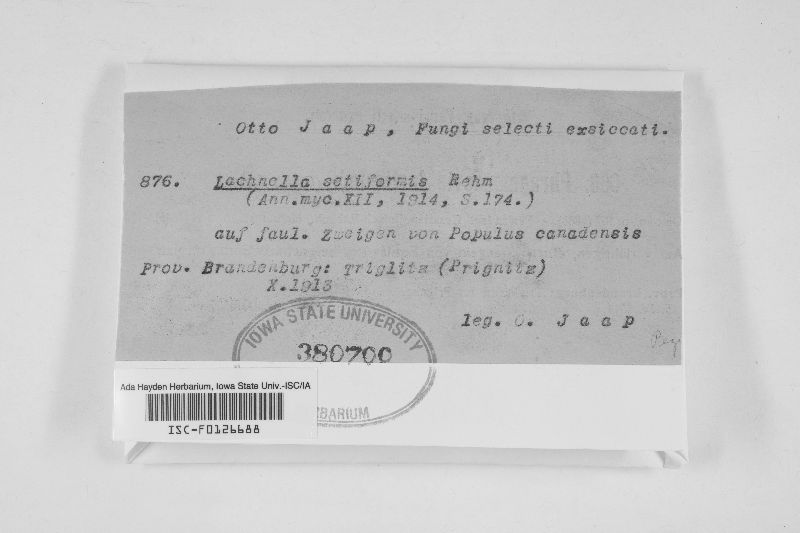 Otto Jaap, Fungi selecti exsiccati.
876. Lachnella setiformis Rehm
(Ann.myc.XII, 1914, S.174.)
auf faul. Zweigen von Populus canadensis
Prov. Brandenburg: Triglitz (Prignitz)
X.1913
leg. O. Jaap
IOWA STATE UNIVERSITY
380700
Ada Hayden Herbarium, Iowa State Univ.-ISC/IA
ISC-F0126688